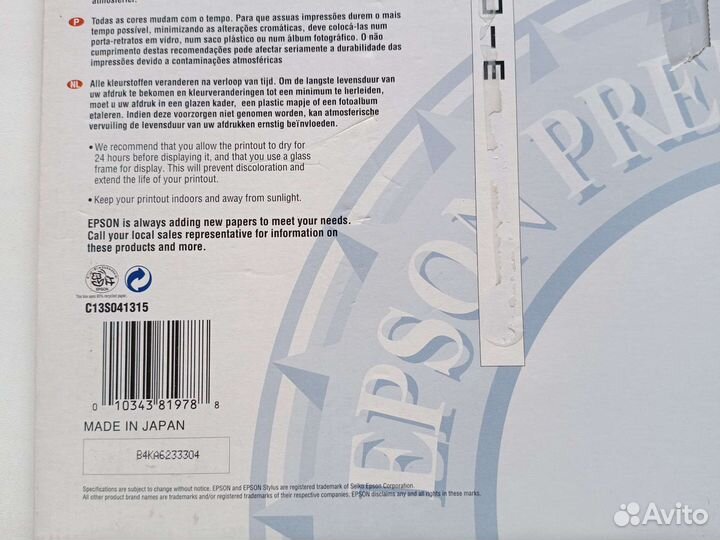 atmosférier.
P Todas as cores mudam com o tempo. Para que assuas impressões durem o mais
tempo possível, minimizando as alterações cromáticas, deve colocá-las num
porta-retratos em vidro, num saco plástico ou num álbum fotográfico. O não
cumprimento destas recomendações pode afectar seriamente a durabilidade das
impressões devido a contaminações atmosféricas
NL Alle kleurstoffen veranderen na verloop van tijd. Om de langste levensduur van
uw afdruk te bekomen en kleurveranderingen tot een minimum te herleiden,
moet u uw afdruk in een glazen kader, een plastic mapje of een fotoalbum
etaleren. Indien deze voorzorgen niet genomen worden, kan atmosferische
vervuiling de levensduur van uw afdrukken ernstig beïnvloeden.
• We recommend that you allow the printout to dry for
24 hours before displaying it, and that you use a glass
frame for display. This will prevent discoloration and
extend the life of your printout.
• Keep your printout indoors and away from sunlight.
EPSON is always adding new papers to meet your needs.
Call your local sales representative for information on
these products and more.
EPSON
This box uses 85% recycled paper.
C13S041315
0 10343 81978 8
MADE IN JAPAN
B4KA6233304
Specifications are subject to change without notice. EPSON and EPSON Stylus are registered trademark of Seiko Epson Corporation.
All other product brand names are trademarks and/or registered trademarks of their respective companies. EPSON disclaims any and all rights in these marks.
EPSON PREM
Avito